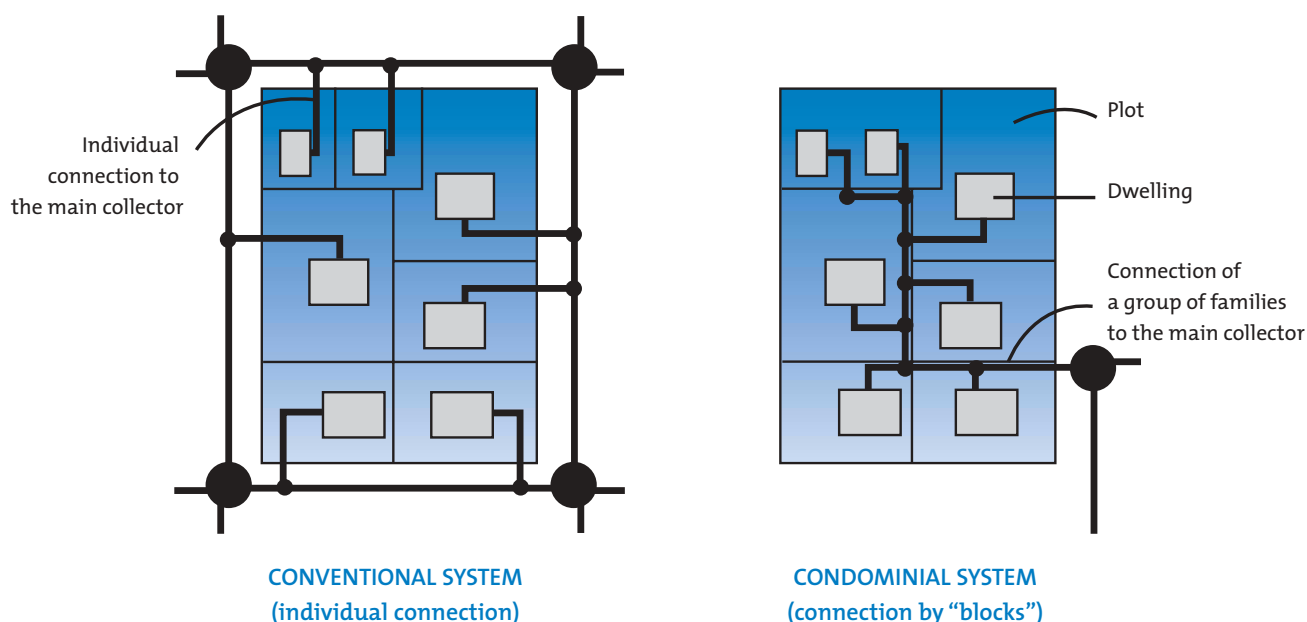 Individual
connection to
the main collector
Plot
Dwelling
Connection of
a group of families
to the main collector
CONVENTIONAL SYSTEM
(individual connection)
CONDOMINIAL SYSTEM
(connection by “blocks”)